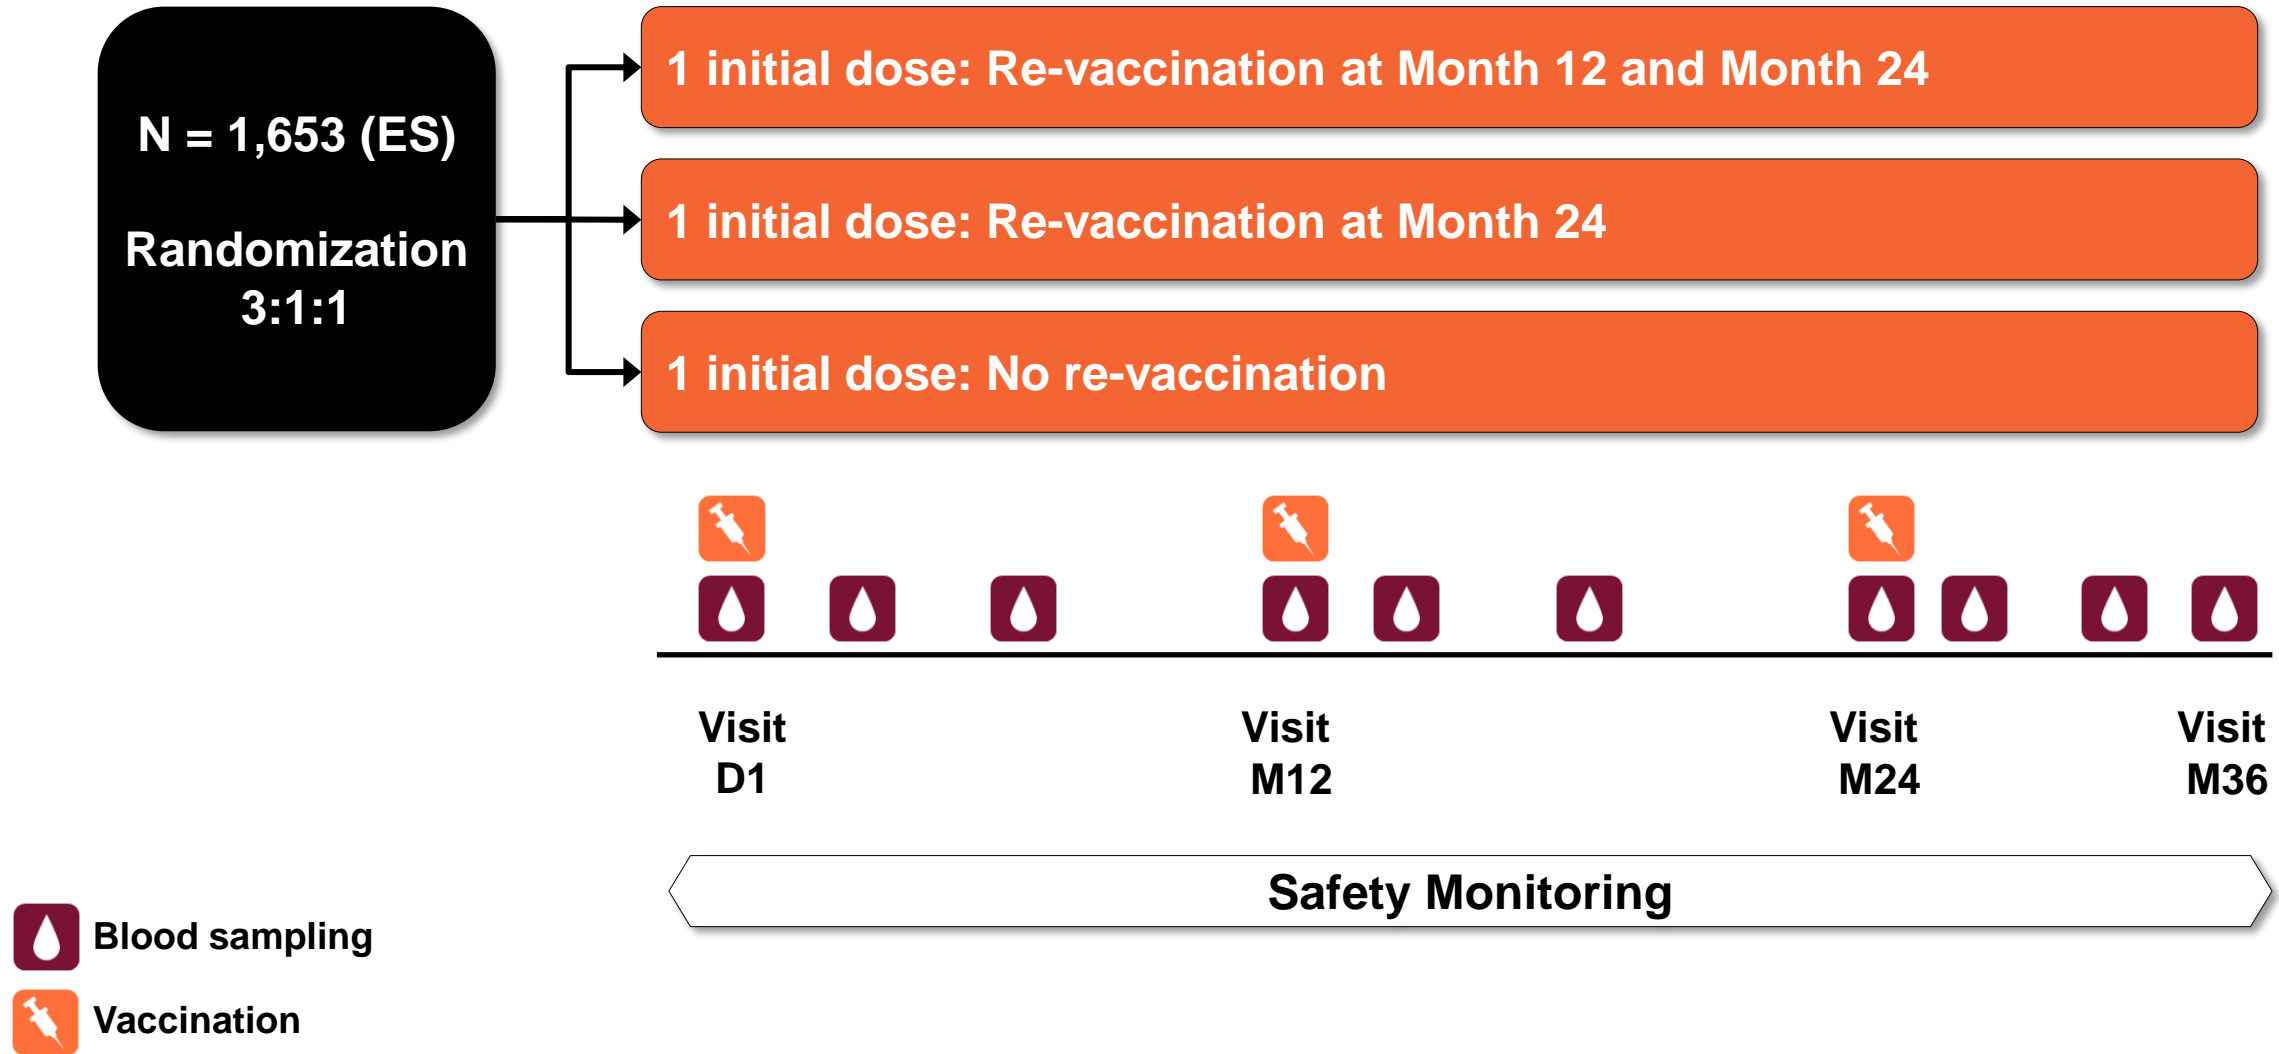 N = 1,653 (ES)
Randomization
3:1:1
1 initial dose: Re-vaccination at Month 12 and Month 24
1 initial dose: Re-vaccination at Month 24
1 initial dose: No re-vaccination
Visit
D1
Visit
M12
Visit
M24
Visit
M36
Safety Monitoring
Blood sampling
Vaccination